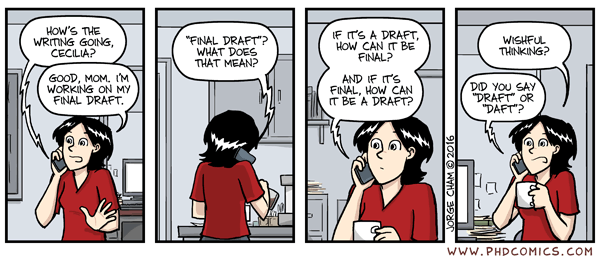 HOW'S THE
WRITING GOING,
CECILIA?
GOOD, MOM. I'M
WORKING ON MY
FINAL DRAFT.
"FINAL DRAFT"?
WHAT DOES
THAT MEAN?
IF IT'S A DRAFT,
HOW CAN IT BE
FINAL?
AND IF IT'S
FINAL, HOW CAN
IT BE A DRAFT?
WISHFUL
THINKING?
DID YOU SAY
"DRAFT" OR
"DAFT"?
JORGE CHAM © 2016
WWW.PHDCOMICS.COM